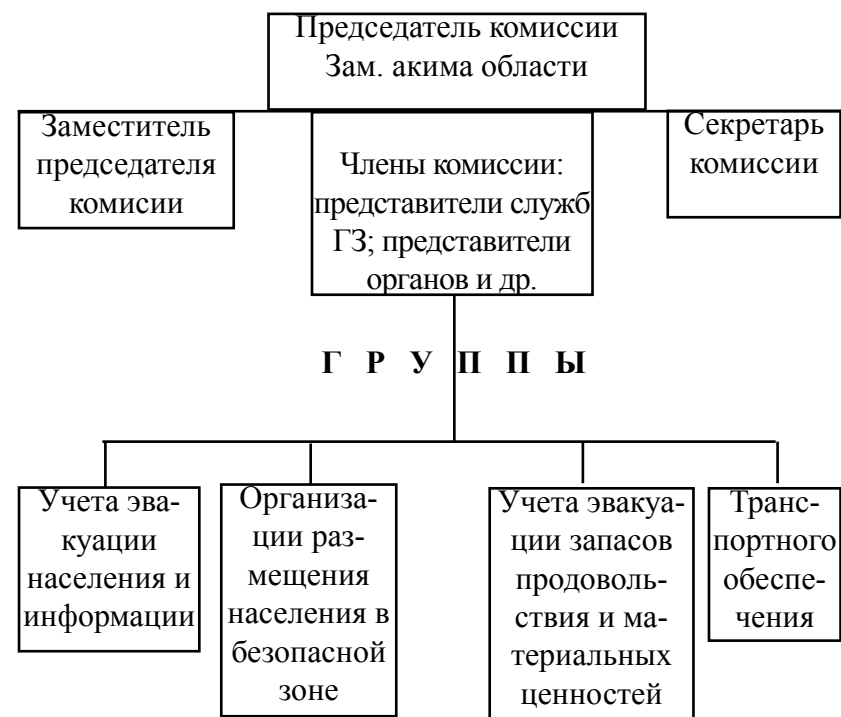 Председатель комиссии
Зам. акима области
Заместитель
председателя
комисии
Члены комиссии:
представители служб
ГЗ; представители
органов и др.
Секретарь
комиссии
Г Р У П П Ы
Учета эва-
куации
населения и
информации
Организа-
ции раз-
мещения
населения в
безопасной
зоне
Учета эвакуа-
ции запасов
продоволь-
ствия и ма-
териальных
ценностей
Транс-
портного
обеспе-
чения